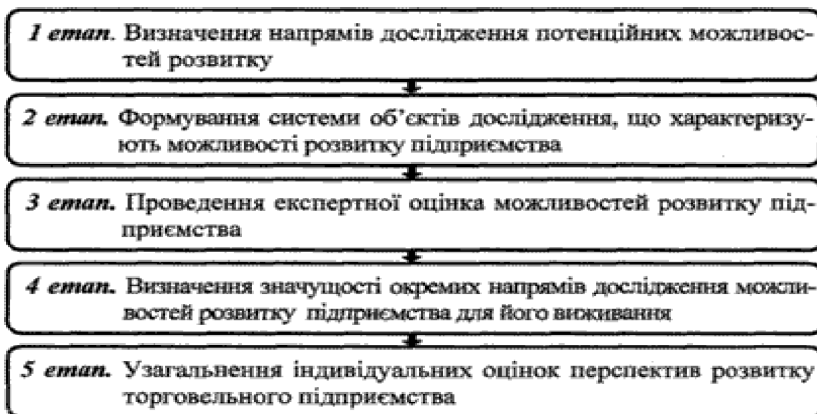 1 етап. Визначення напрямів дослідження потенційних можливос-
тей розвитку
2 етап. Формування системи об'єктів дослідження, що характеризу-
ють можливості розвитку підприємства
3 етап. Проведення експертної оцінка можливостей розвитку під-
приємства
4 етап. Визначення значущості окремих напрямів дослідження можли-
востей розвитку підприємства для його виживання
5 етап. Узагальнення індивідуальних оцінок перспектив розвитку
торговельного підприємства